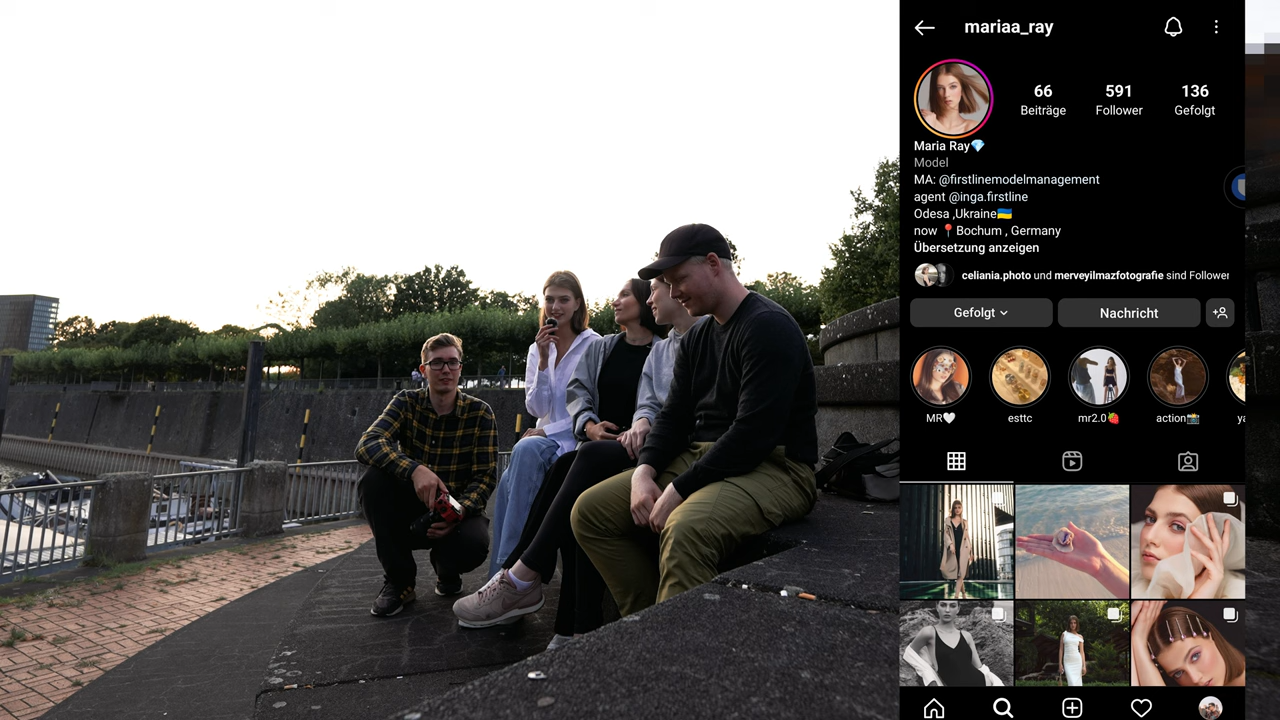 mariaa_ray
66 591 136
Beiträge Follower Gefolgt
Maria Ray💎
Model
MA: @firstlinemodelmanagement
agent @inga.firstline
Odesa ,Ukraine🇺🇦
now 📍Bochum , Germany
Übersetzung anzeigen
celiania.photo und merveyilmazfotografie sind Follower
Gefolgt Nachricht
MR🤍 esttc mr2.0🍓 action📸 ya